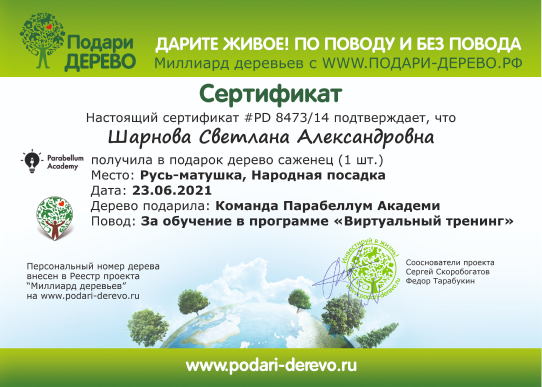 Подари
ДЕРЕВО
ДАРИТЕ ЖИВОЕ! ПО ПОВОДУ И БЕЗ ПОВОДА
Миллиард деревьев с WWW.ПОДАРИ-ДЕРЕВО.РФ
Сертификат
Настоящий сертификат #PD 8473/14 подтверждает, что
Шарнова Светлана Александровна
Parabellum
Academy
получила в подарок дерево саженец (1 шт.)
Место: Русь-матушка, Народная посадка
Дата: 23.06.2021
Дерево подарила: Команда Парабеллум Академи
Повод: За обучение в программе «Виртуальный тренинг»
Персональный номер дерева
внесен в Реестр проекта
"Миллиард деревьев"
на www.podari-derevo.ru
Сооснователи проекта
Сергей Скоробогатов
Федор Тарабукин
www.podari-derevo.ru